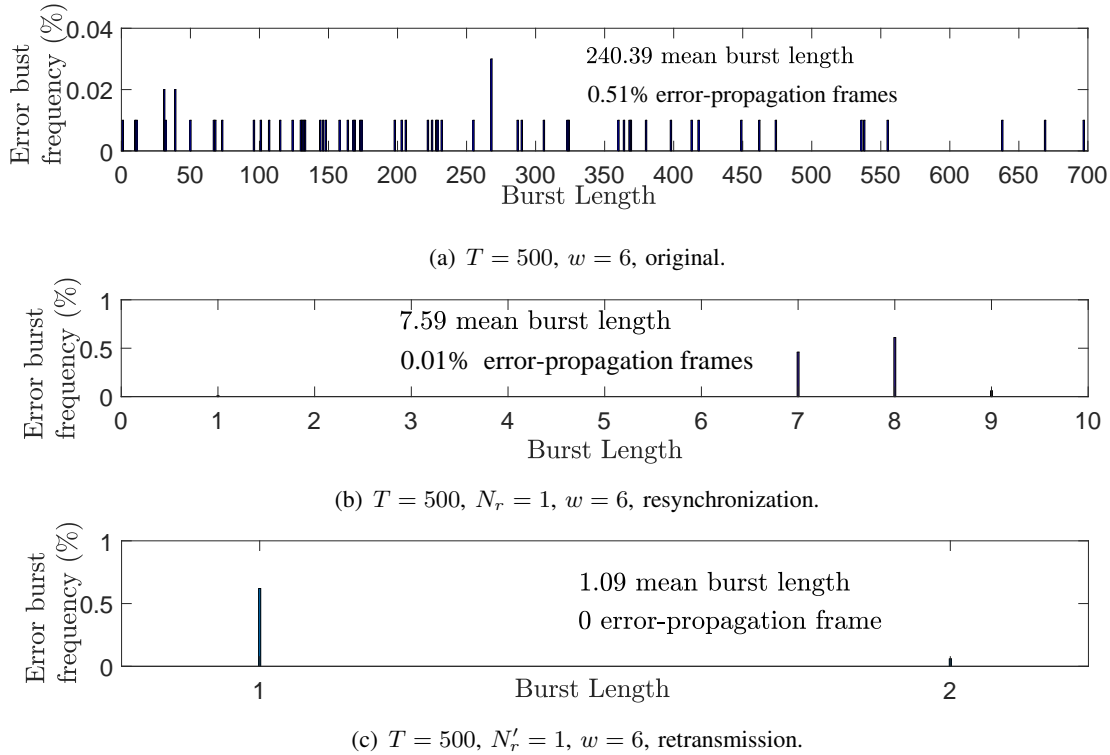 Error bust
frequency (%)
0.04
0.02
0
240.39 mean burst length
0.51% error-propagation frames
0 50 100 150 200 250 300 350 400 450 500 550 600 650 700
Burst Length
(a) T = 500, w = 6, original.
Error burst
frequency (%)
1
0.5
0
7.59 mean burst length
0.01% error-propagation frames
0 1 2 3 4 5 6 7 8 9 10
Burst Length
(b) T = 500, N_r = 1, w = 6, resynchronization.
Error burst
frequency (%)
1
0.5
0
1.09 mean burst length
0 error-propagation frame
1 2
Burst Length
(c) T = 500, N'_r = 1, w = 6, retransmission.